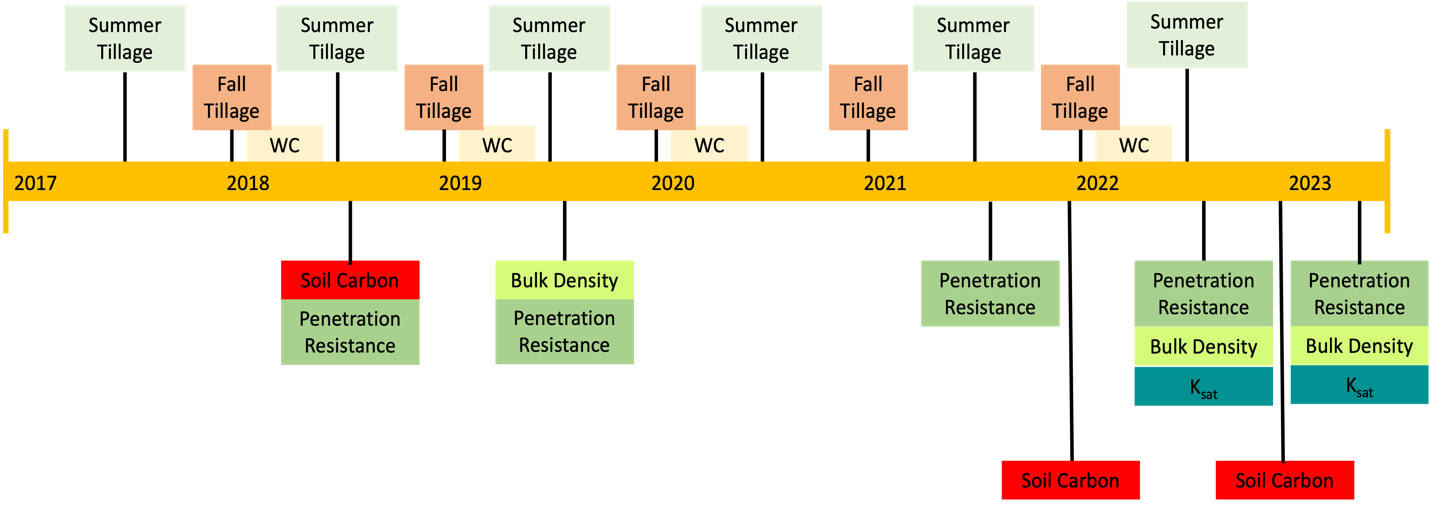 Summer
Tillage
Summer
Tillage
Summer
Tillage
Summer
Tillage
Summer
Tillage
Summer
Tillage
Fall
Tillage
Fall
Tillage
Fall
Tillage
Fall
Tillage
Fall
Tillage
WC
WC
WC
WC
2017
2018
2019
2020
2021
2022
2023
Soil Carbon
Penetration
Resistance
Bulk Density
Penetration
Resistance
Penetration
Resistance
Penetration
Resistance
Bulk Density
Ksat
Penetration
Resistance
Bulk Density
Ksat
Soil Carbon
Soil Carbon